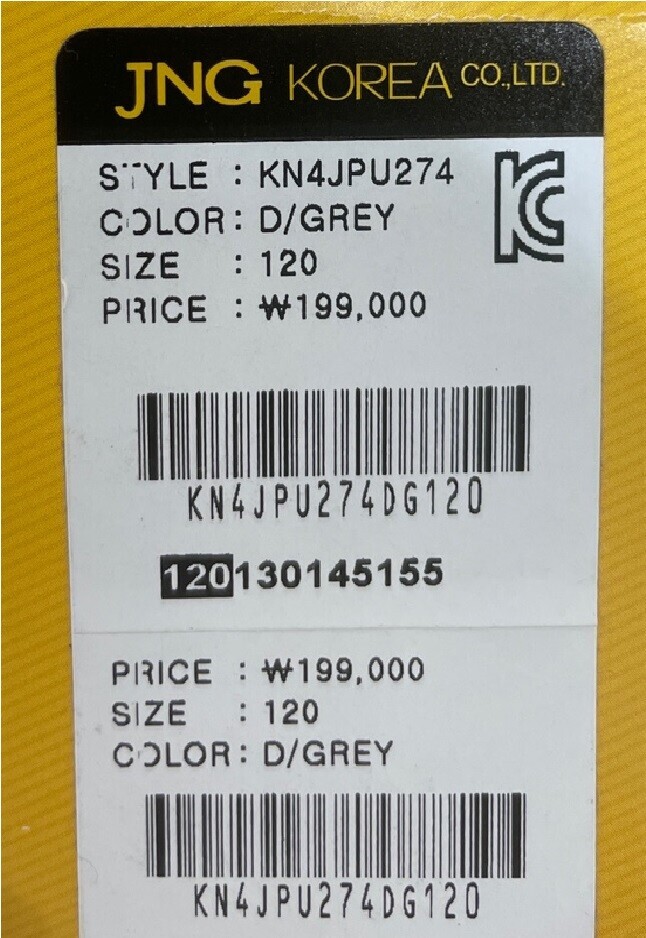 JNG KOREA CO.,LTD.
STYLE : KN4JPU274
COLOR : D/GREY
SIZE : 120
PRICE : ₩199,000
KN4JPU274DG120
120130145155
PRICE : ₩199,000
SIZE : 120
COLOR : D/GREY
KN4JPU274DG120